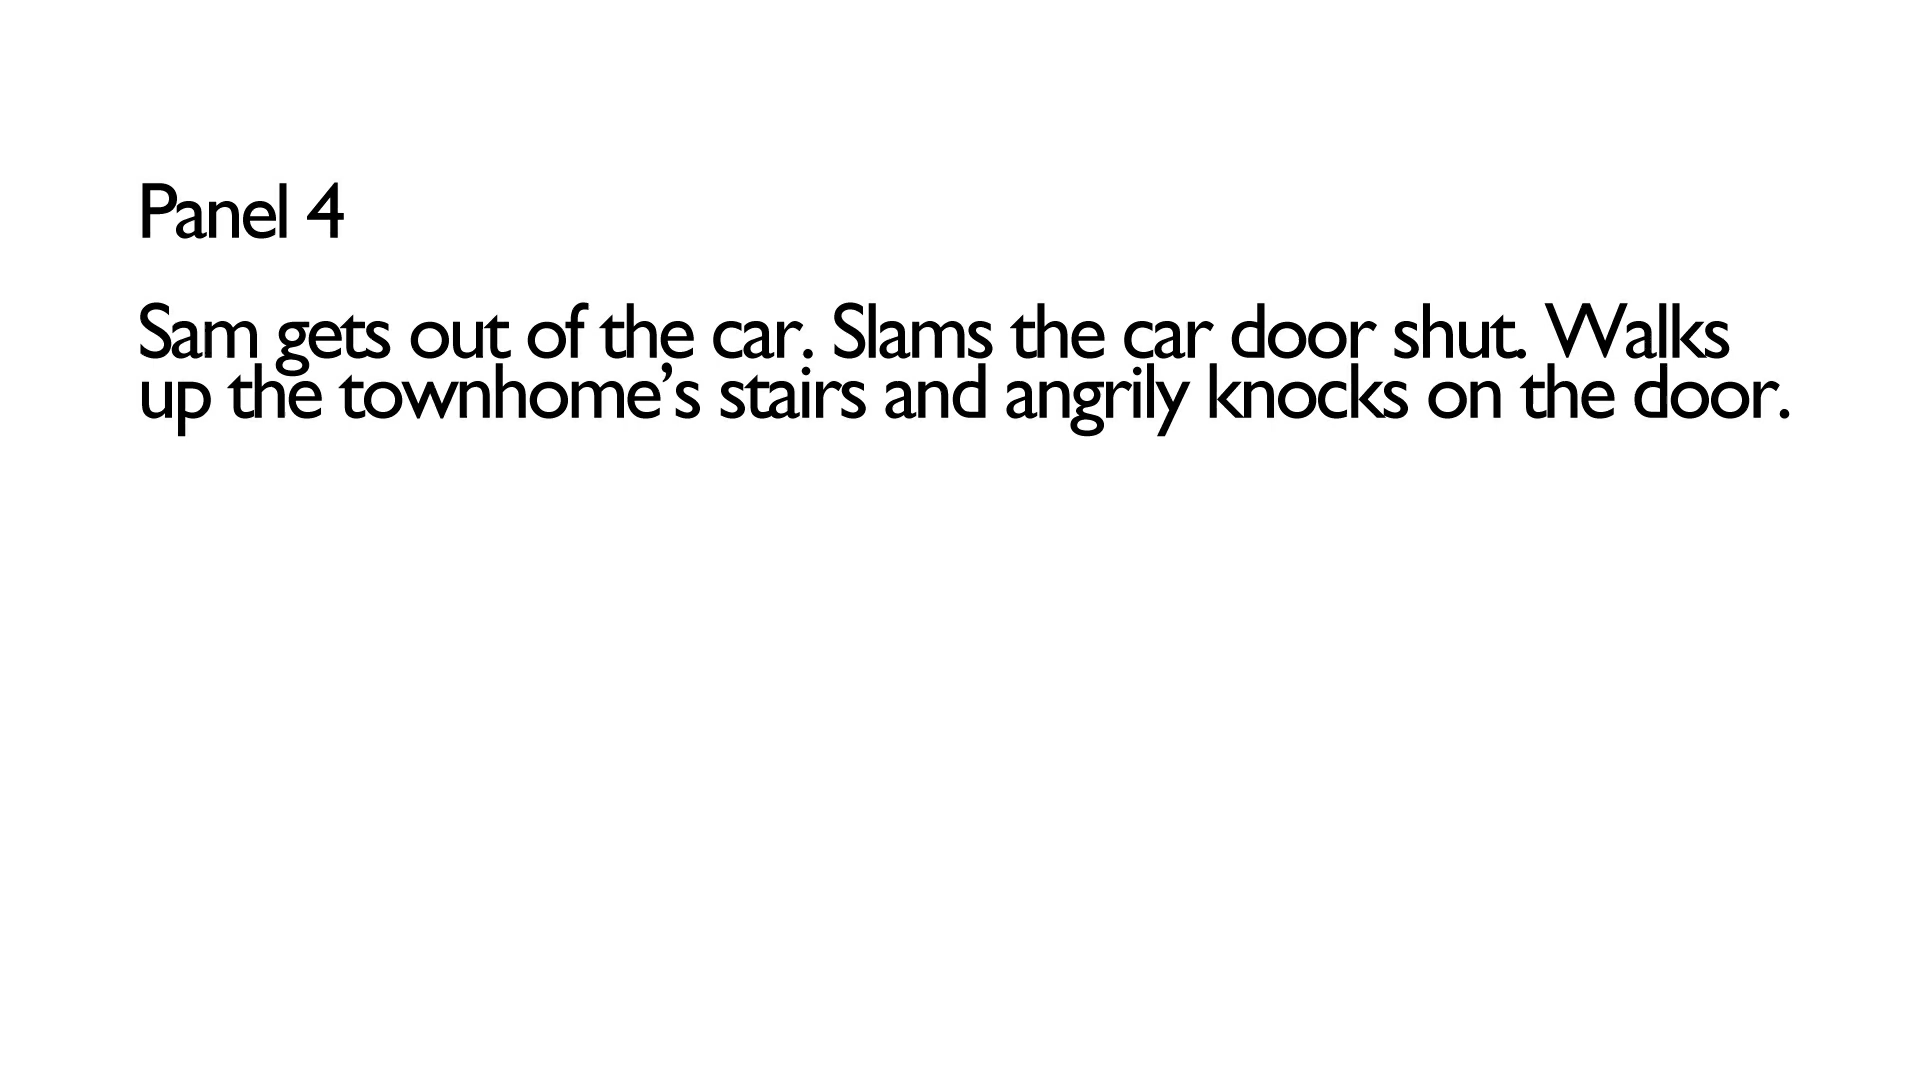 Panel 4
Sam gets out of the car. Slams the car door shut. Walks
up the townhome’s stairs and angrily knocks on the door.